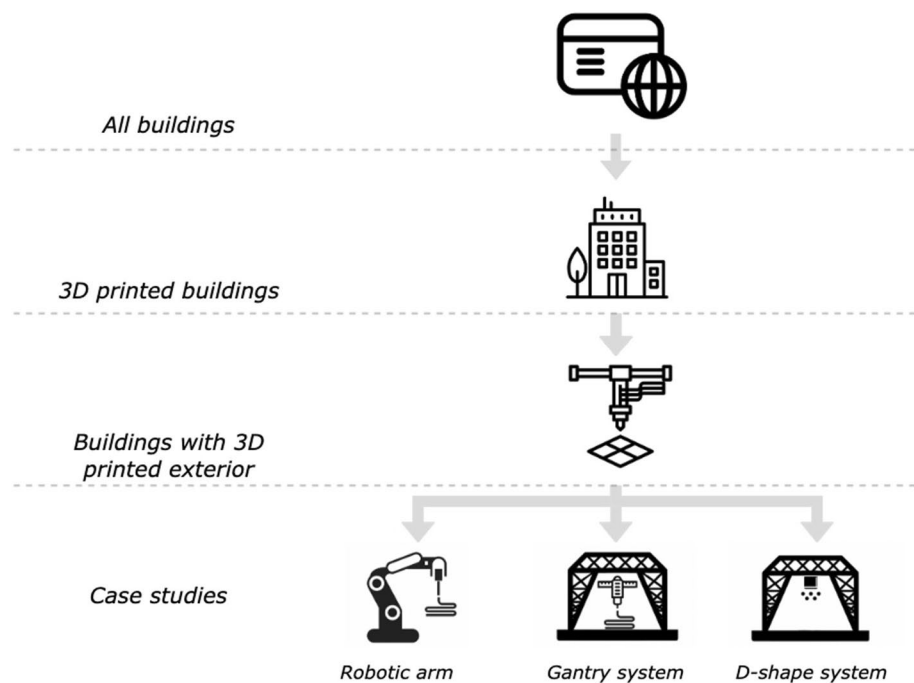 All buildings
3D printed buildings
Buildings with 3D
printed exterior
Case studies
Robotic arm
Gantry system
D-shape system